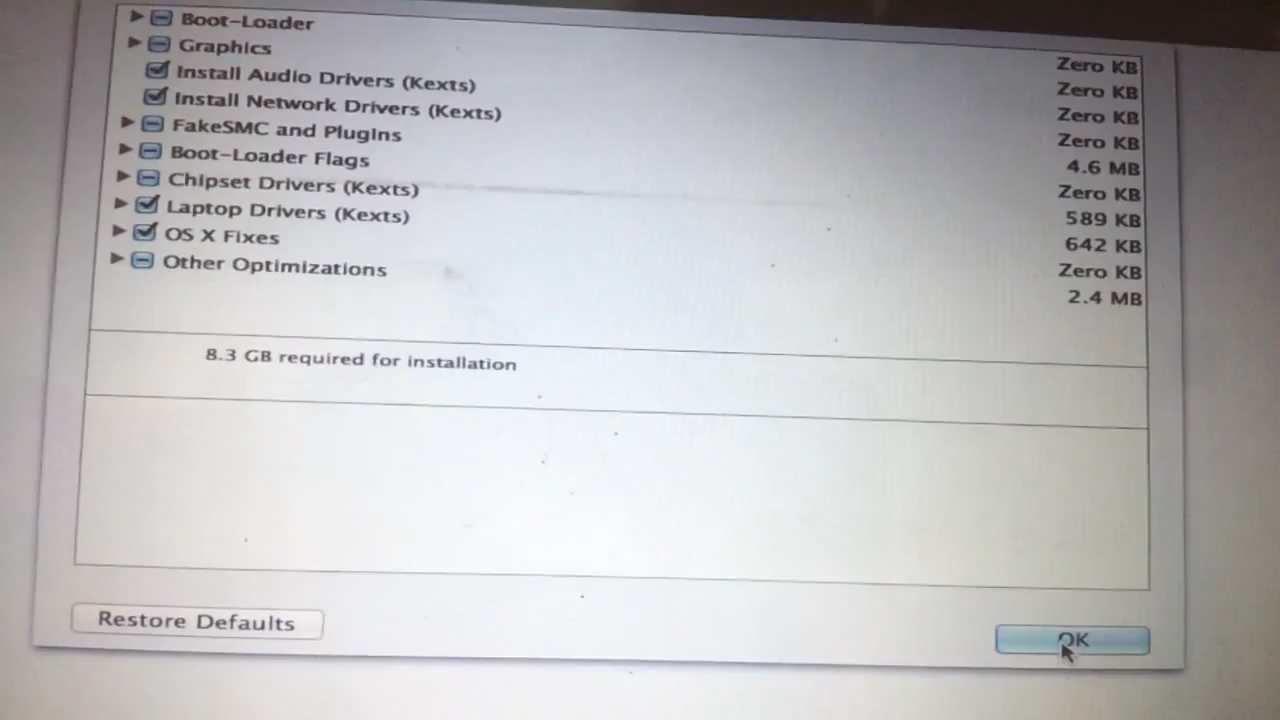 Boot-Loader
Zero KB
Graphics
Zero KB
Install Audio Drivers (Kexts)
Zero KB
Install Network Drivers (Kexts)
Zero KB
FakeSMC and PlugIns
4.6 MB
Boot-Loader Flags
Zero KB
Chipset Drivers (Kexts)
589 KB
Laptop Drivers (Kexts)
642 KB
OS X Fixes
Zero KB
Other Optimizations
2.4 MB
8.3 GB required for installation
Restore Defaults
OK